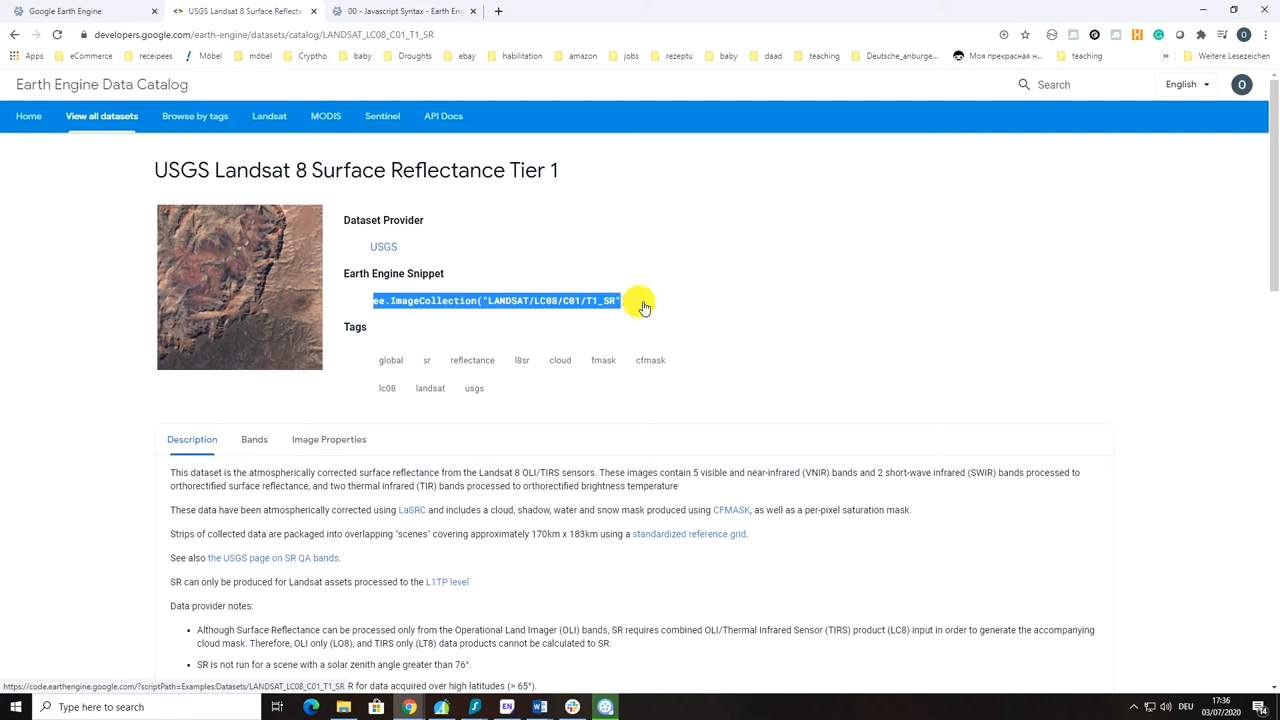 Google Earth Engine
USGS Landsat 8 Surface Reflecta
00 - Javascript Syntax - Earth Eng
developers.google.com/earth-engine/datasets/catalog/LANDSAT_LC08_C01_T1_SR
Apps eCommerce receipees Möbel möbel Cryptho baby Droughts ebay habilitation amazon jobs rezeptu baby daad teaching Deutsche_anburge... Моя прекрасная н... teaching » Weitere Lesezeichen
Earth Engine Data Catalog
Search
English
O
Home View all datasets Browse by tags Landsat MODIS Sentinel API Docs
USGS Landsat 8 Surface Reflectance Tier 1
Dataset Provider
USGS
Earth Engine Snippet
ee.ImageCollection("LANDSAT/LC08/C01/T1_SR"
Tags
global sr reflectance l8sr cloud fmask cfmask
lc08 landsat usgs
Description Bands Image Properties
This dataset is the atmospherically corrected surface reflectance from the Landsat 8 OLI/TIRS sensors. These images contain 5 visible and near-infrared (VNIR) bands and 2 short-wave infrared (SWIR) bands processed to
orthorectified surface reflectance, and two thermal infrared (TIR) bands processed to orthorectified brightness temperature
These data have been atmospherically corrected using LaSRC and includes a cloud, shadow, water and snow mask produced using CFMASK, as well as a per-pixel saturation mask.
Strips of collected data are packaged into overlapping "scenes" covering approximately 170km x 183km using a standardized reference grid.
See also the USGS page on SR QA bands.
SR can only be produced for Landsat assets processed to the L1TP level
Data provider notes:
• Although Surface Reflectance can be processed only from the Operational Land Imager (OLI) bands, SR requires combined OLI/Thermal Infrared Sensor (TIRS) product (LC8) input in order to generate the accompanying
cloud mask. Therefore, OLI only (LO8), and TIRS only (LT8) data products cannot be calculated to SR.
• SR is not run for a scene with a solar zenith angle greater than 76°.
https://code.earthengine.google.com/?scriptPath=Examples:Datasets/LANDSAT_LC08_C01_T1_SR R for data acquired over high latitudes (> 65°).
Type here to search
EN
DEU
17:36
03/07/2020